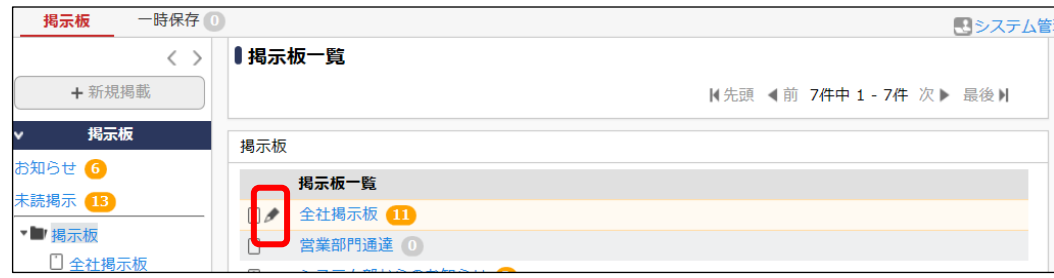 掲示板 一時保存 0
システム管
+ 新規掲載
掲示板
お知らせ 6
未読掲示 13
掲示板
全社掲示板
掲示板一覧
先頭 前 7件中 1 - 7件 次 最後
掲示板
掲示板一覧
全社掲示板 11
営業部門通達 0